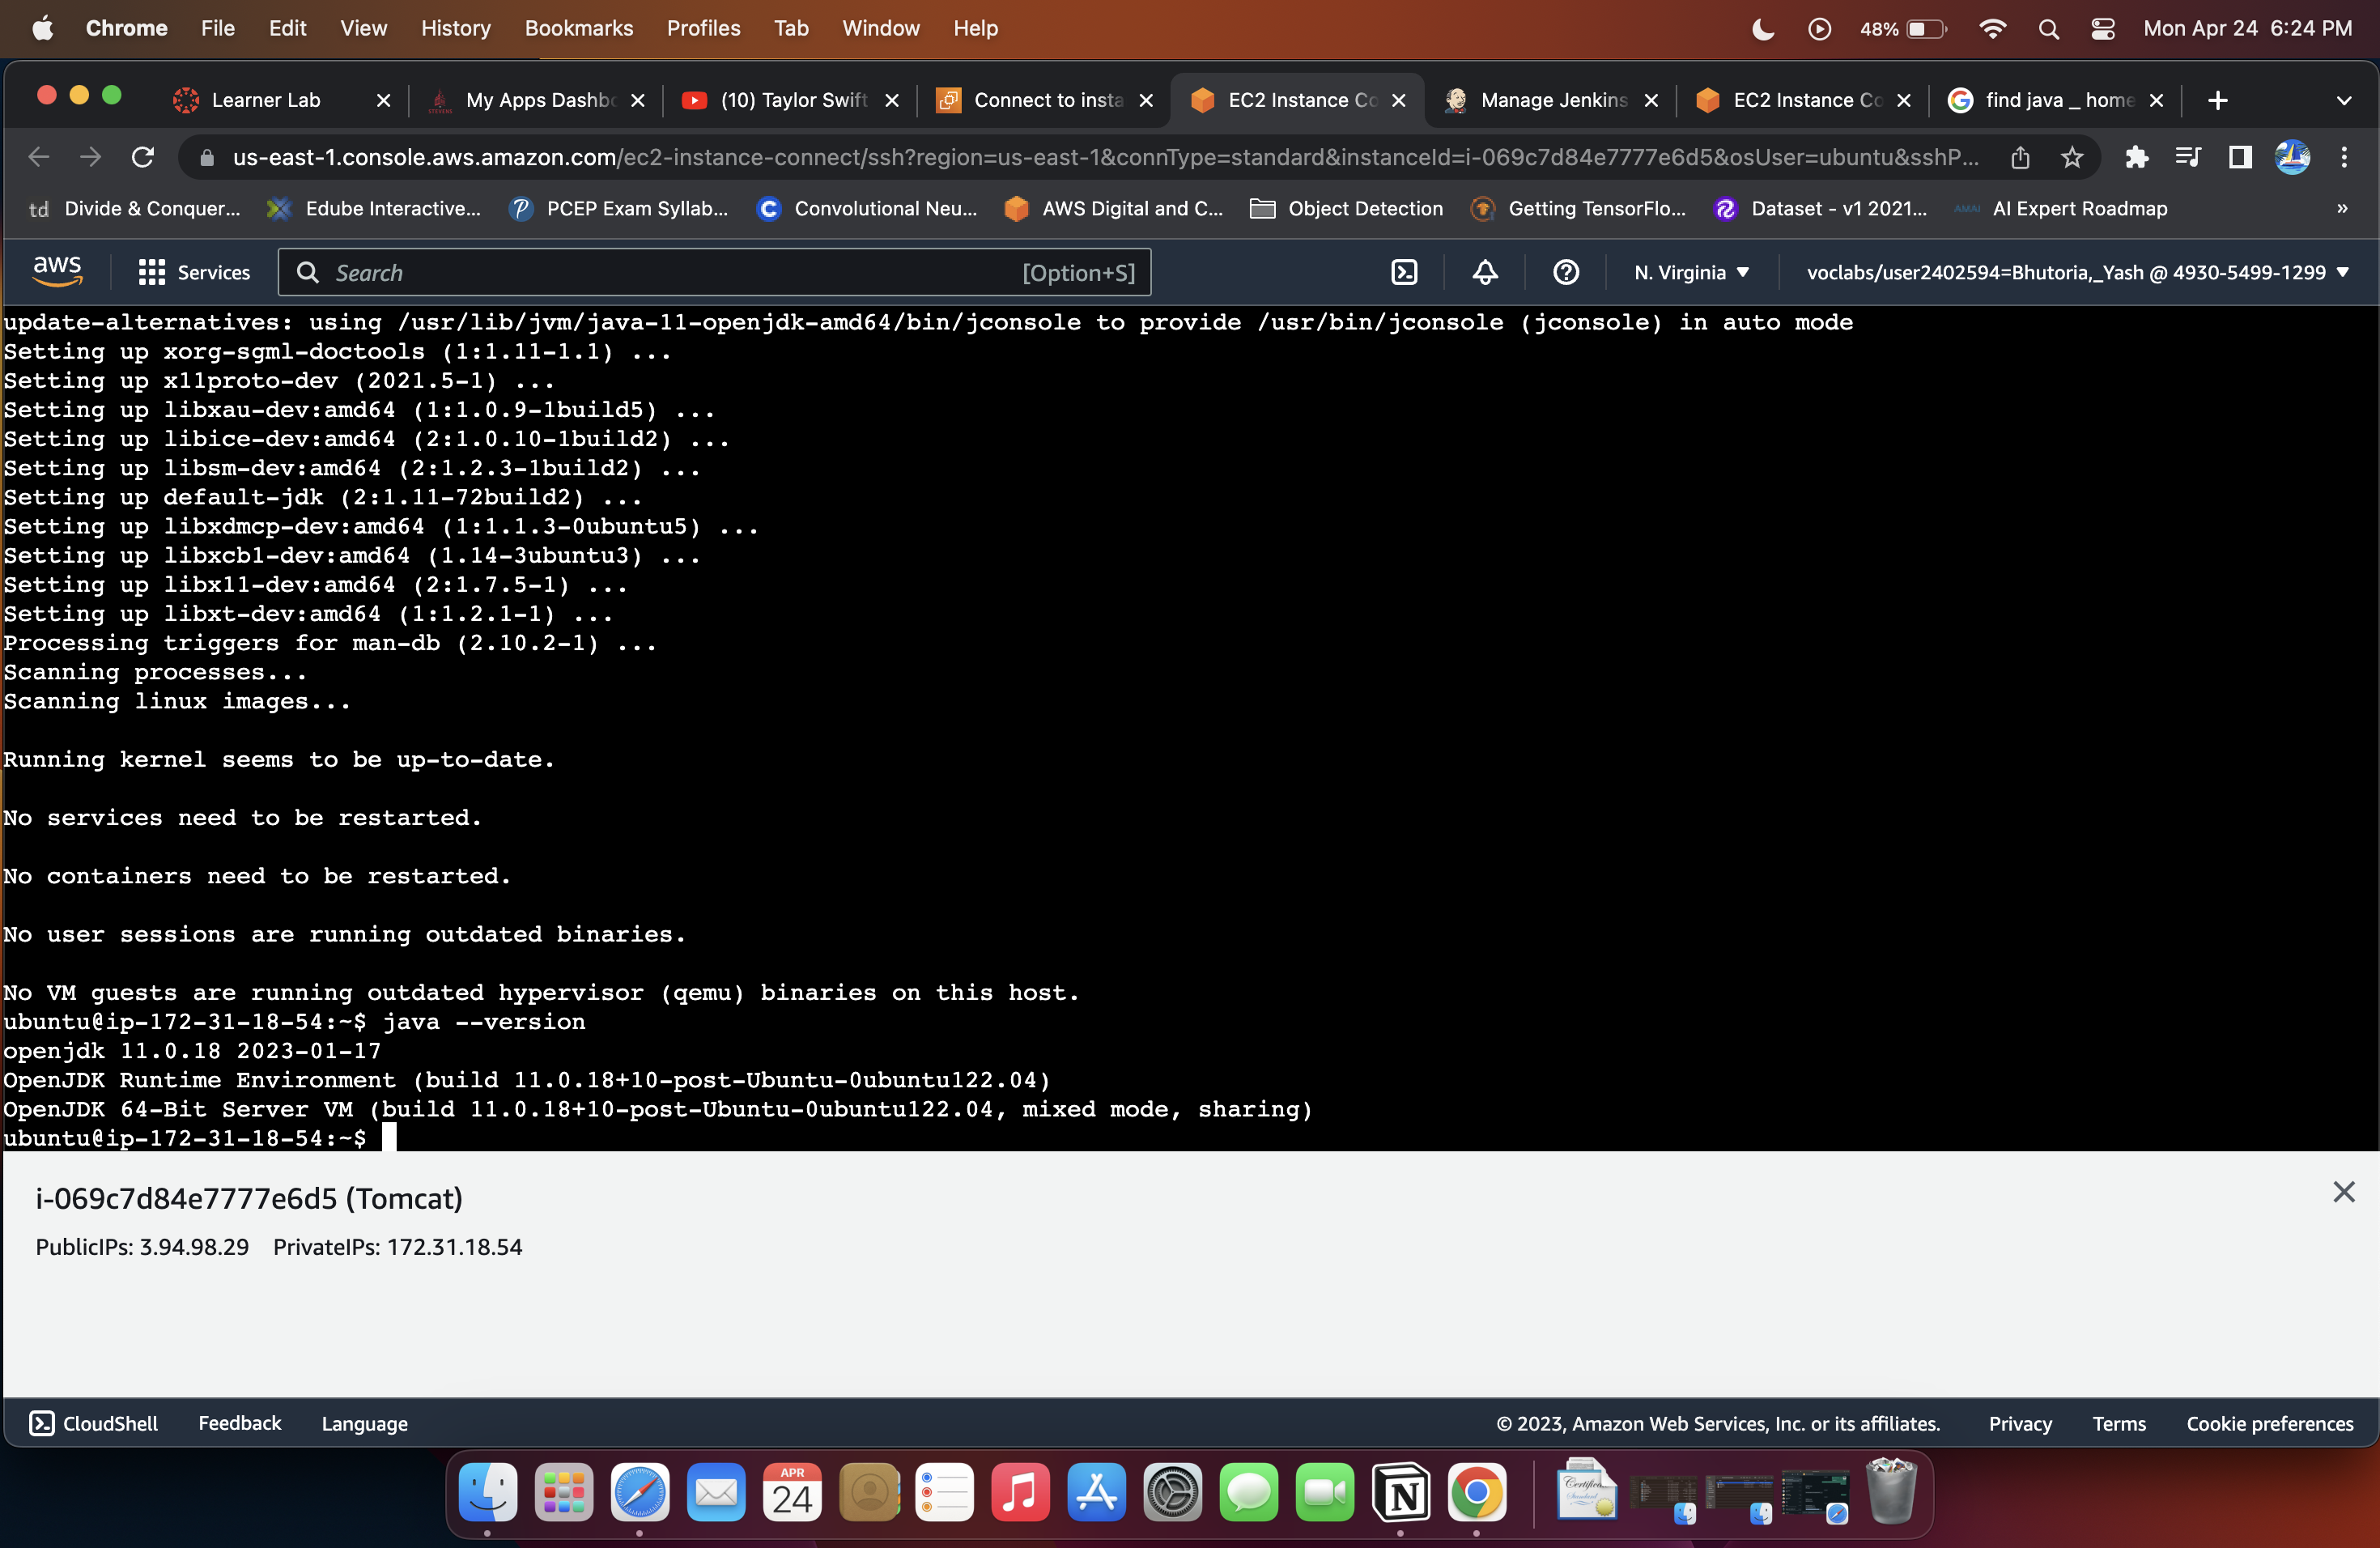 Chrome File Edit View History Bookmarks Profiles Tab Window Help 48% Mon Apr 24 6:24 PM
Learner Lab My Apps Dashbo (10) Taylor Swift Connect to insta EC2 Instance Co Manage Jenkins EC2 Instance Co find java _ home
us-east-1.console.aws.amazon.com/ec2-instance-connect/ssh?region=us-east-1&connType=standard&instanceId=i-069c7d84e7777e6d5&osUser=ubuntu&sshP...
td Divide & Conquer... Edube Interactive... PCEP Exam Syllab... Convolutional Neu... AWS Digital and C... Object Detection Getting TensorFlo... Dataset - v1 2021... AMAI AI Expert Roadmap »
aws Services Search [Option+S] N. Virginia voclabs/user2402594=Bhutoria,_Yash @ 4930-5499-1299
update-alternatives: using /usr/lib/jvm/java-11-openjdk-amd64/bin/jconsole to provide /usr/bin/jconsole (jconsole) in auto mode
Setting up xorg-sgml-doctools (1:1.11-1.1) ...
Setting up x11proto-dev (2021.5-1) ...
Setting up libxau-dev:amd64 (1:1.0.9-1build5) ...
Setting up libice-dev:amd64 (2:1.0.10-1build2) ...
Setting up libsm-dev:amd64 (2:1.2.3-1build2) ...
Setting up default-jdk (2:1.11-72build2) ...
Setting up libxdmcp-dev:amd64 (1:1.1.3-0ubuntu5) ...
Setting up libxcb1-dev:amd64 (1.14-3ubuntu3) ...
Setting up libx11-dev:amd64 (2:1.7.5-1) ...
Setting up libxt-dev:amd64 (1:1.2.1-1) ...
Processing triggers for man-db (2.10.2-1) ...
Scanning processes...
Scanning linux images...
Running kernel seems to be up-to-date.
No services need to be restarted.
No containers need to be restarted.
No user sessions are running outdated binaries.
No VM guests are running outdated hypervisor (qemu) binaries on this host.
ubuntu@ip-172-31-18-54:~$ java --version
openjdk 11.0.18 2023-01-17
OpenJDK Runtime Environment (build 11.0.18+10-post-Ubuntu-0ubuntu122.04)
OpenJDK 64-Bit Server VM (build 11.0.18+10-post-Ubuntu-0ubuntu122.04, mixed mode, sharing)
ubuntu@ip-172-31-18-54:~$
i-069c7d84e7777e6d5 (Tomcat)
PublicIPs: 3.94.98.29 PrivateIPs: 172.31.18.54
CloudShell Feedback Language © 2023, Amazon Web Services, Inc. or its affiliates. Privacy Terms Cookie preferences
APR
24